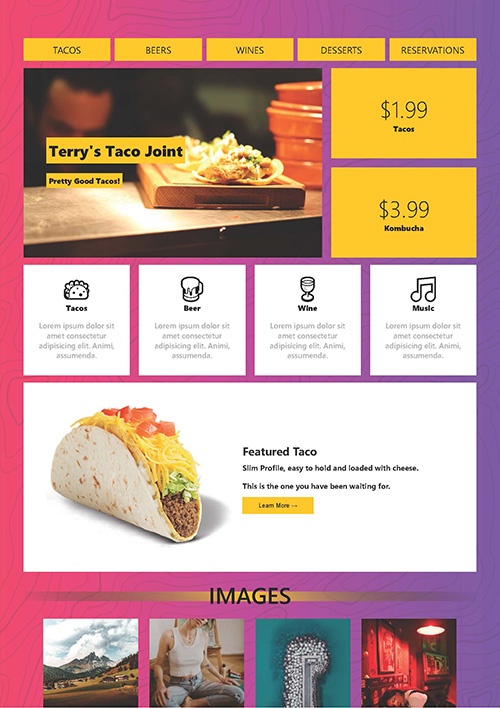 TACOS
BEERS
WINES
DESSERTS
RESERVATIONS
Terry's Taco Joint
Pretty Good Tacos!
$1.99
Tacos
$3.99
Kombucha
Tacos
Lorem ipsum dolor sit
amet consectetur
adipisicing elit. Animi,
assumenda.
Beer
Lorem ipsum dolor sit
amet consectetur
adipisicing elit. Animi,
assumenda.
Wine
Lorem ipsum dolor sit
amet consectetur
adipisicing elit. Animi,
assumenda.
Music
Lorem ipsum dolor sit
amet consectetur
adipisicing elit. Animi,
assumenda.
Featured Taco
Slim Profile, easy to hold and loaded with cheese.
This is the one you have been waiting for.
Learn More →
IMAGES